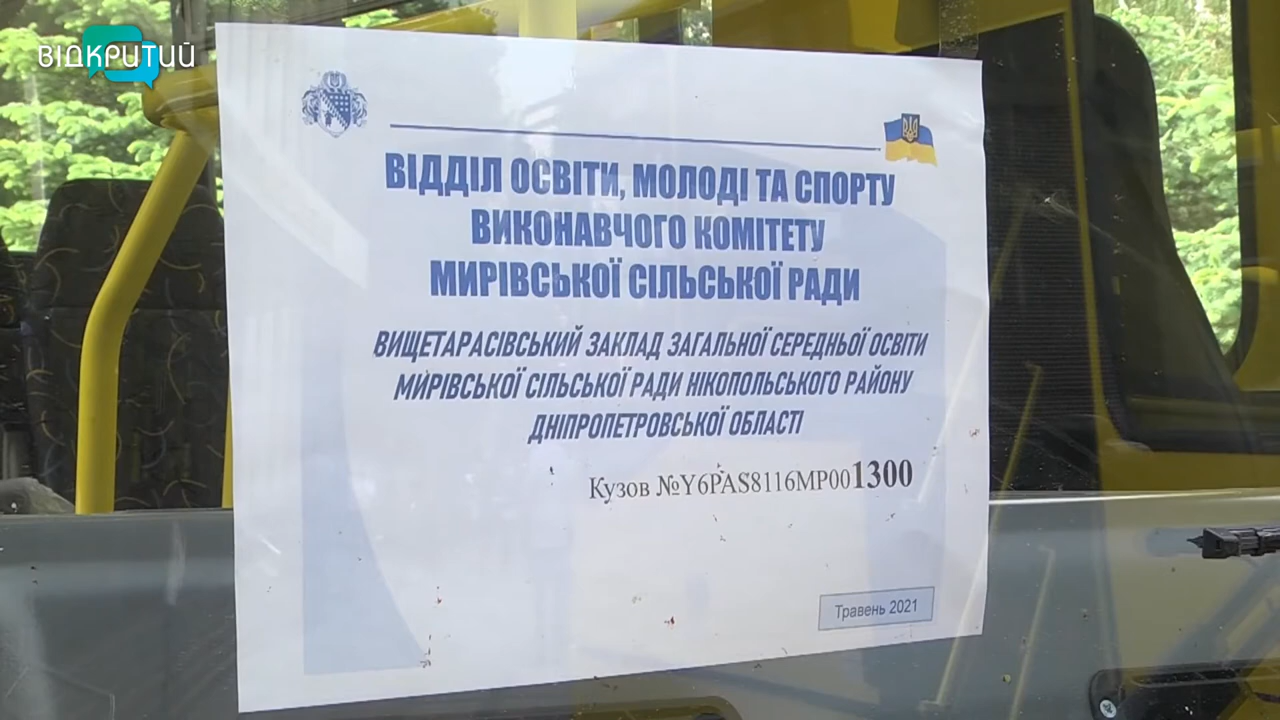 ВІДКРИТИЙ
ВІДДІЛ ОСВІТИ, МОЛОДІ ТА СПОРТУ
ВИКОНАВЧОГО КОМІТЕТУ
МИРІВСЬКОЇ СІЛЬСЬКОЇ РАДИ
ВИЩЕТАРАСІВСЬКИЙ ЗАКЛАД ЗАГАЛЬНОЇ СЕРЕДНЬОЇ ОСВІТИ
МИРІВСЬКОЇ СІЛЬСЬКОЇ РАДИ НІКОПОЛЬСЬКОГО РАЙОНУ
ДНІПРОПЕТРОВСЬКОЇ ОБЛАСТІ
Кузов №Y6PAS8116MP001300
Травень 2021